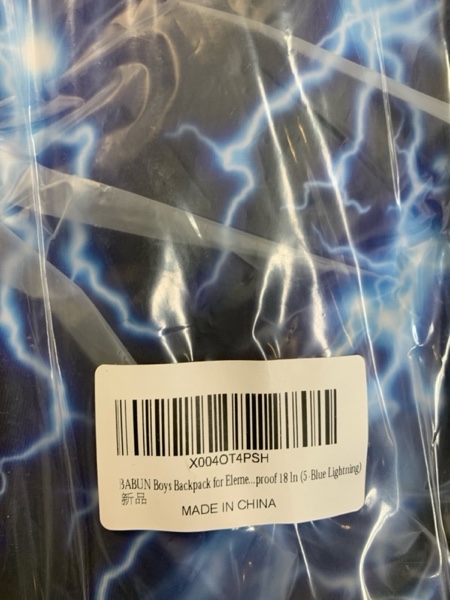 X004OT4PSH
BABUN Boys Backpack for Eleme...proof 18 In (5-Blue Lightning)
新品
MADE IN CHINA